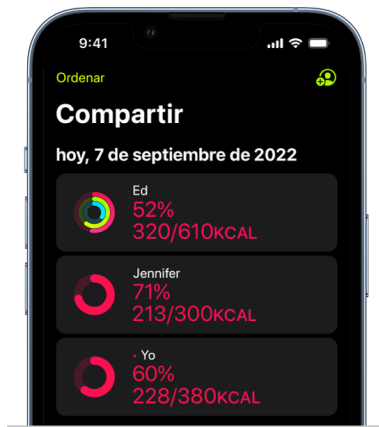 9:41
Ordenar
Compartir
hoy, 7 de septiembre de 2022
Ed
52%
320/610KCAL
Jennifer
71%
213/300KCAL
· Yo
60%
228/380KCAL